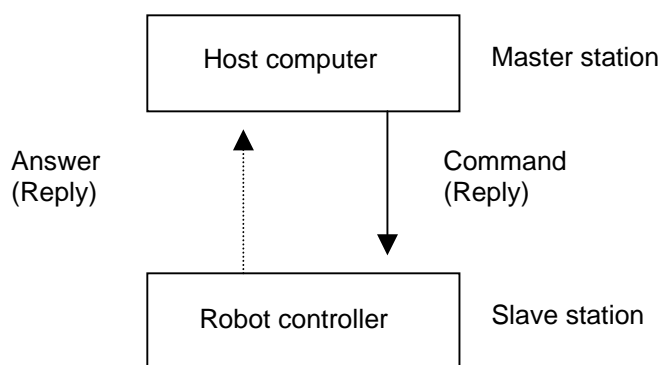 Host computer
Master station
Answer
(Reply)
Command
(Reply)
Robot controller
Slave station